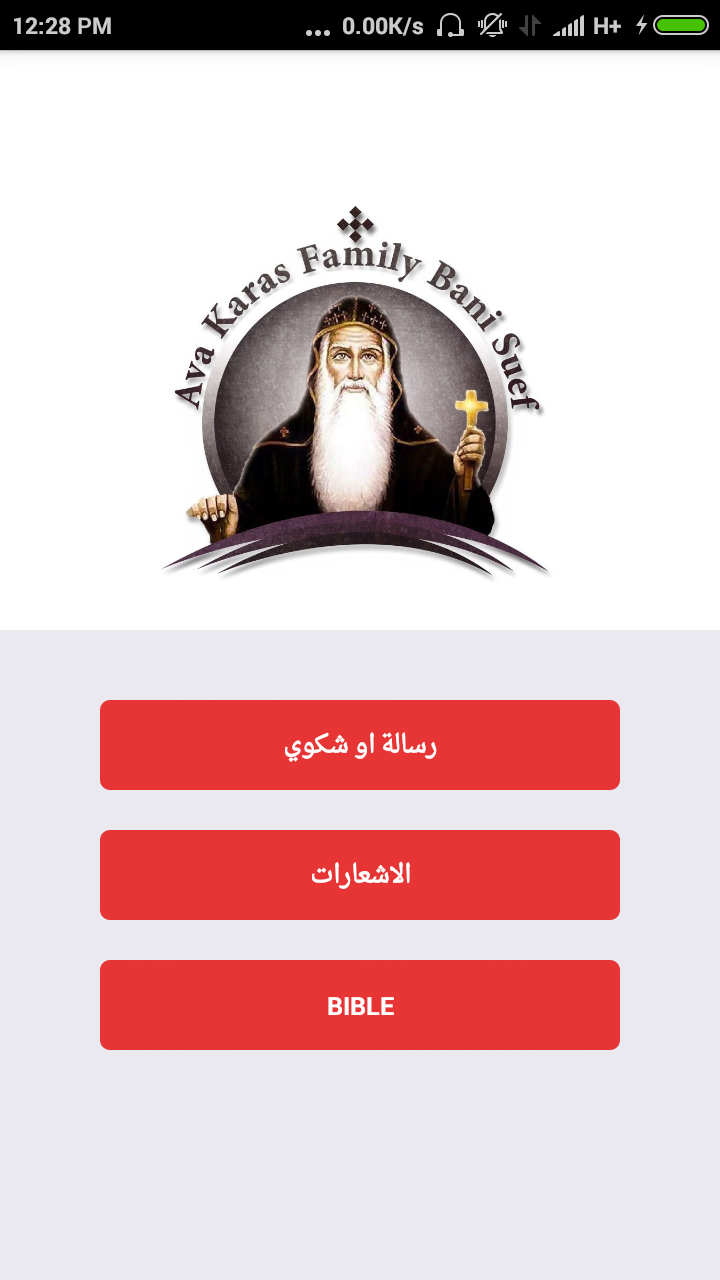 12:28 PM ... 0.00K/s H+
Ava Karas Family Bani Suef
رسالة او شكوي
الاشعارات
BIBLE